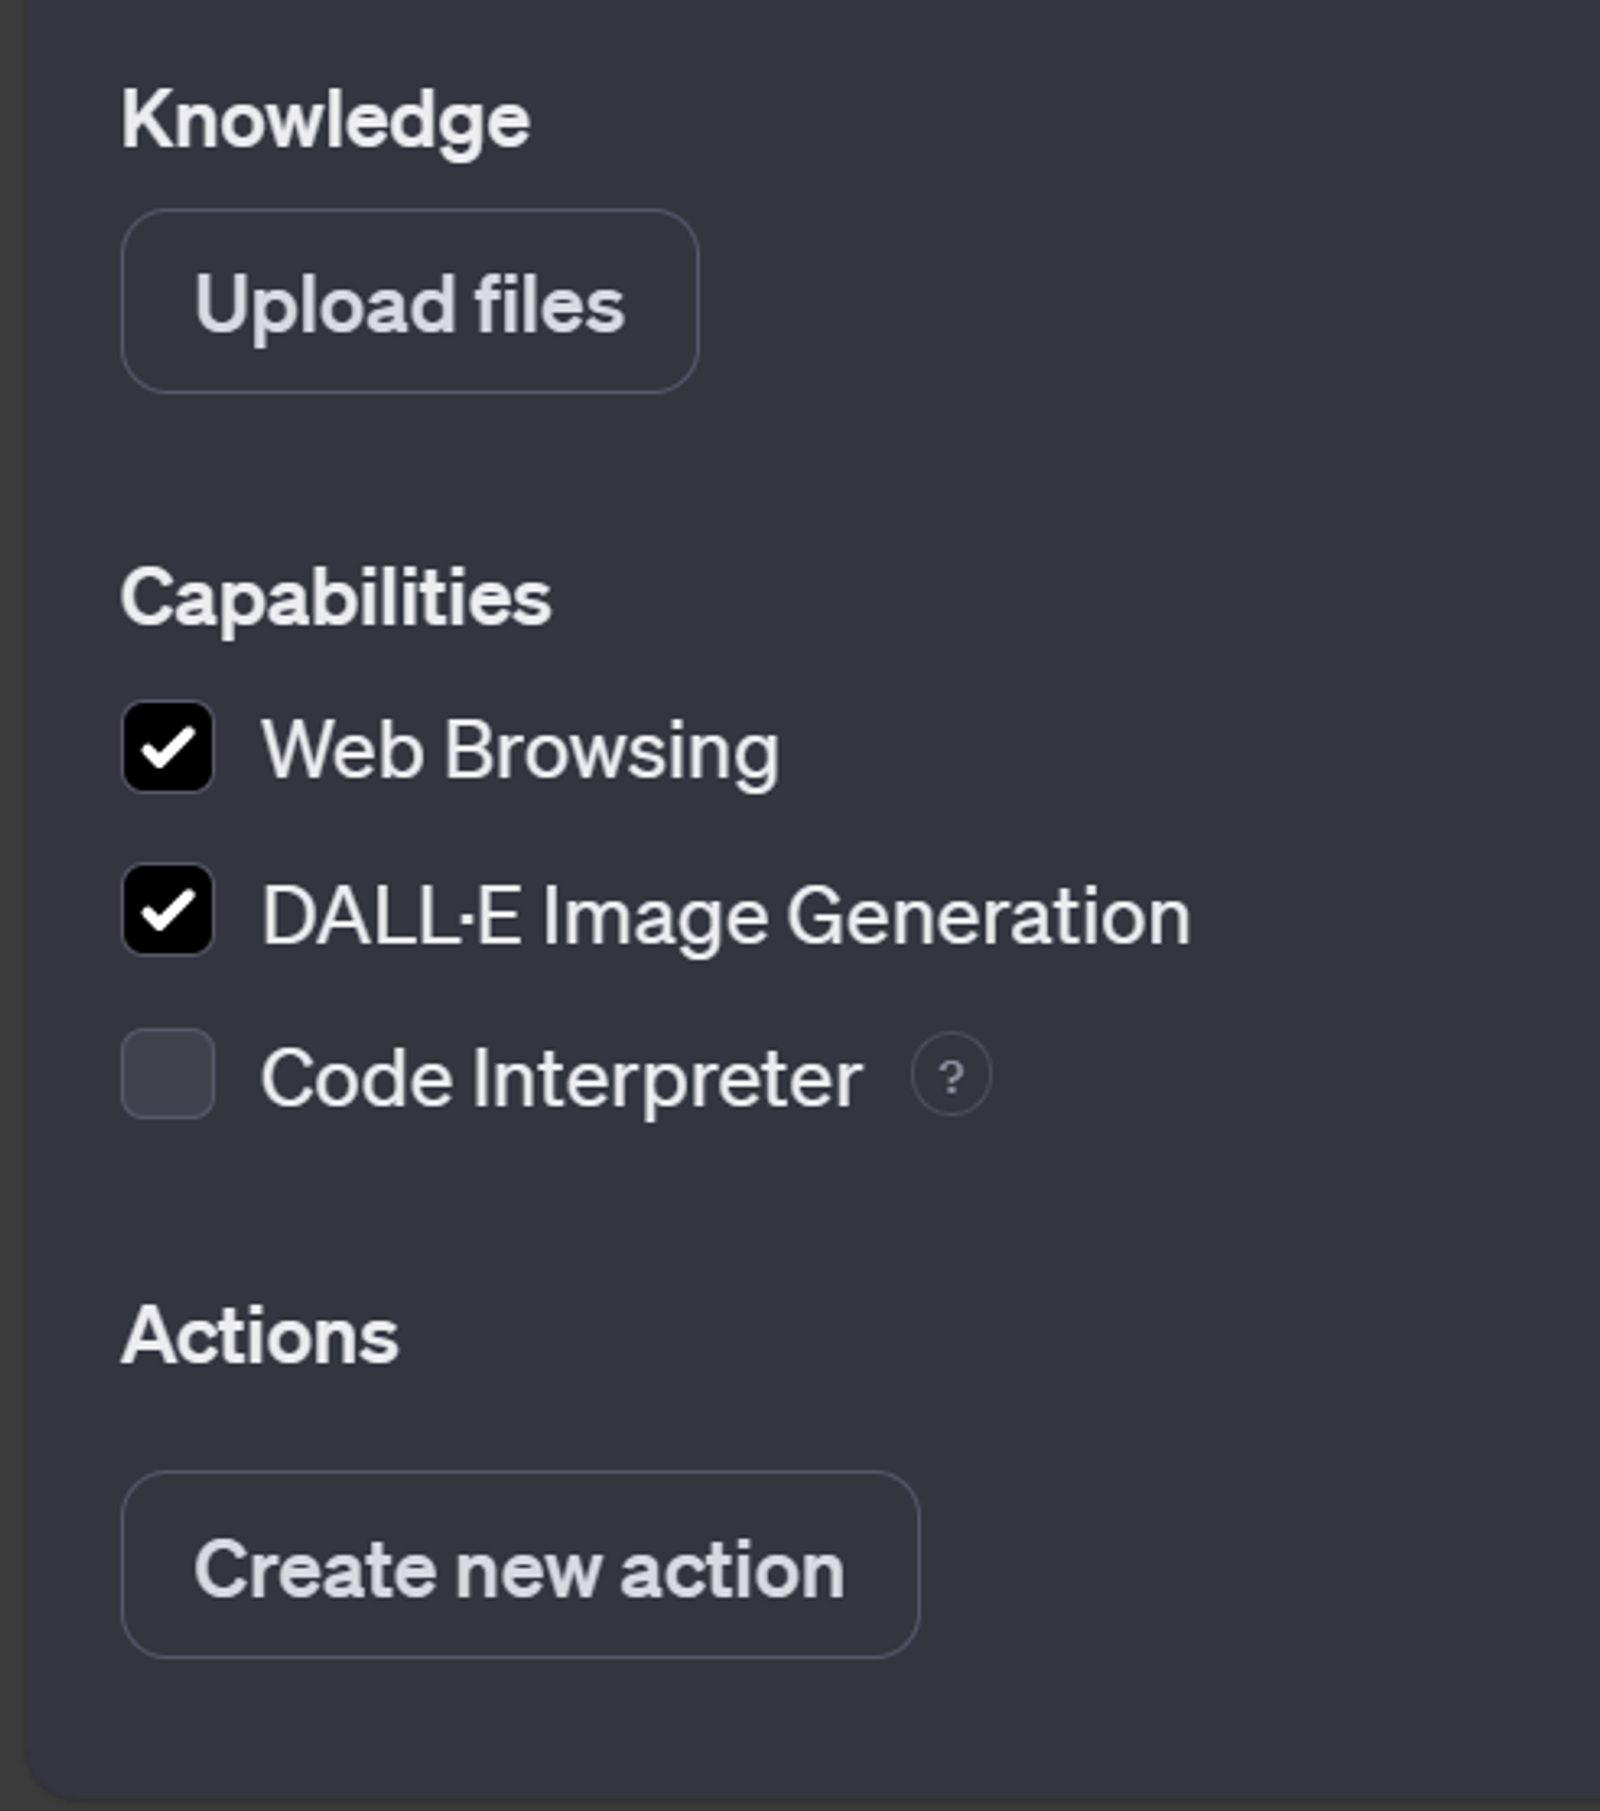 Knowledge
Upload files
Capabilities
Web Browsing
DALL·E Image Generation
Code Interpreter ?
Actions
Create new action